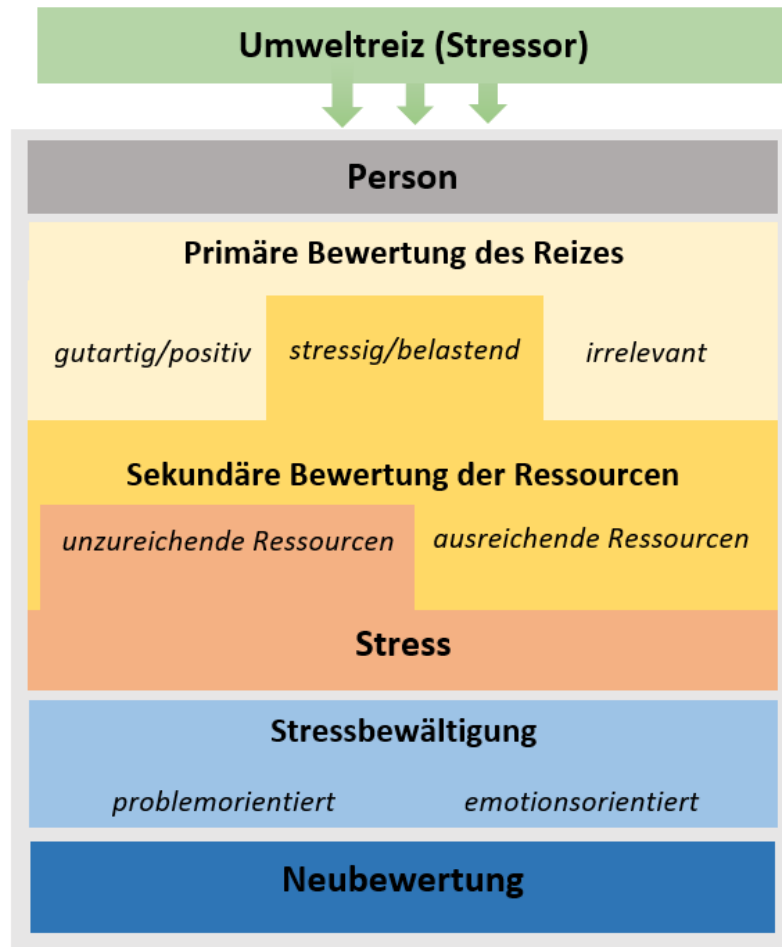 Umweltreiz (Stressor)
Person
Primäre Bewertung des Reizes
gutartig/positiv stressig/belastend irrelevant
Sekundäre Bewertung der Ressourcen
unzureichende Ressourcen ausreichende Ressourcen
Stress
Stressbewältigung
problemorientiert emotionsorientiert
Neubewertung